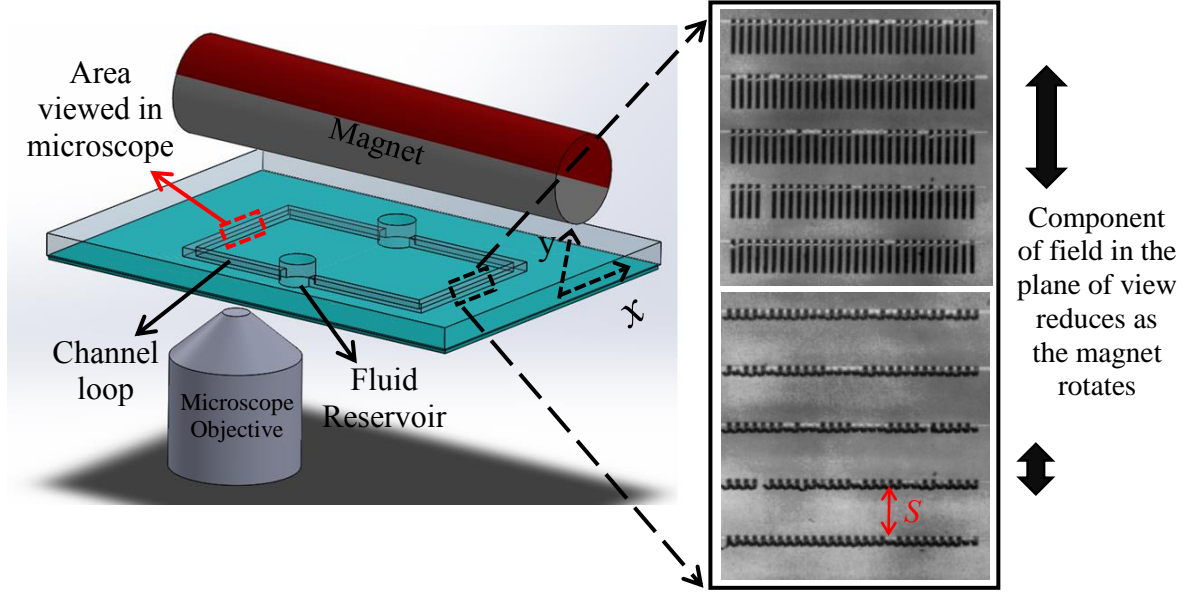 Area
viewed in
microscope
Magnet
y
x
Channel
loop
Microscope
Objective
Fluid
Reservoir
Component
of field in the
plane of view
reduces as
the magnet
rotates
S